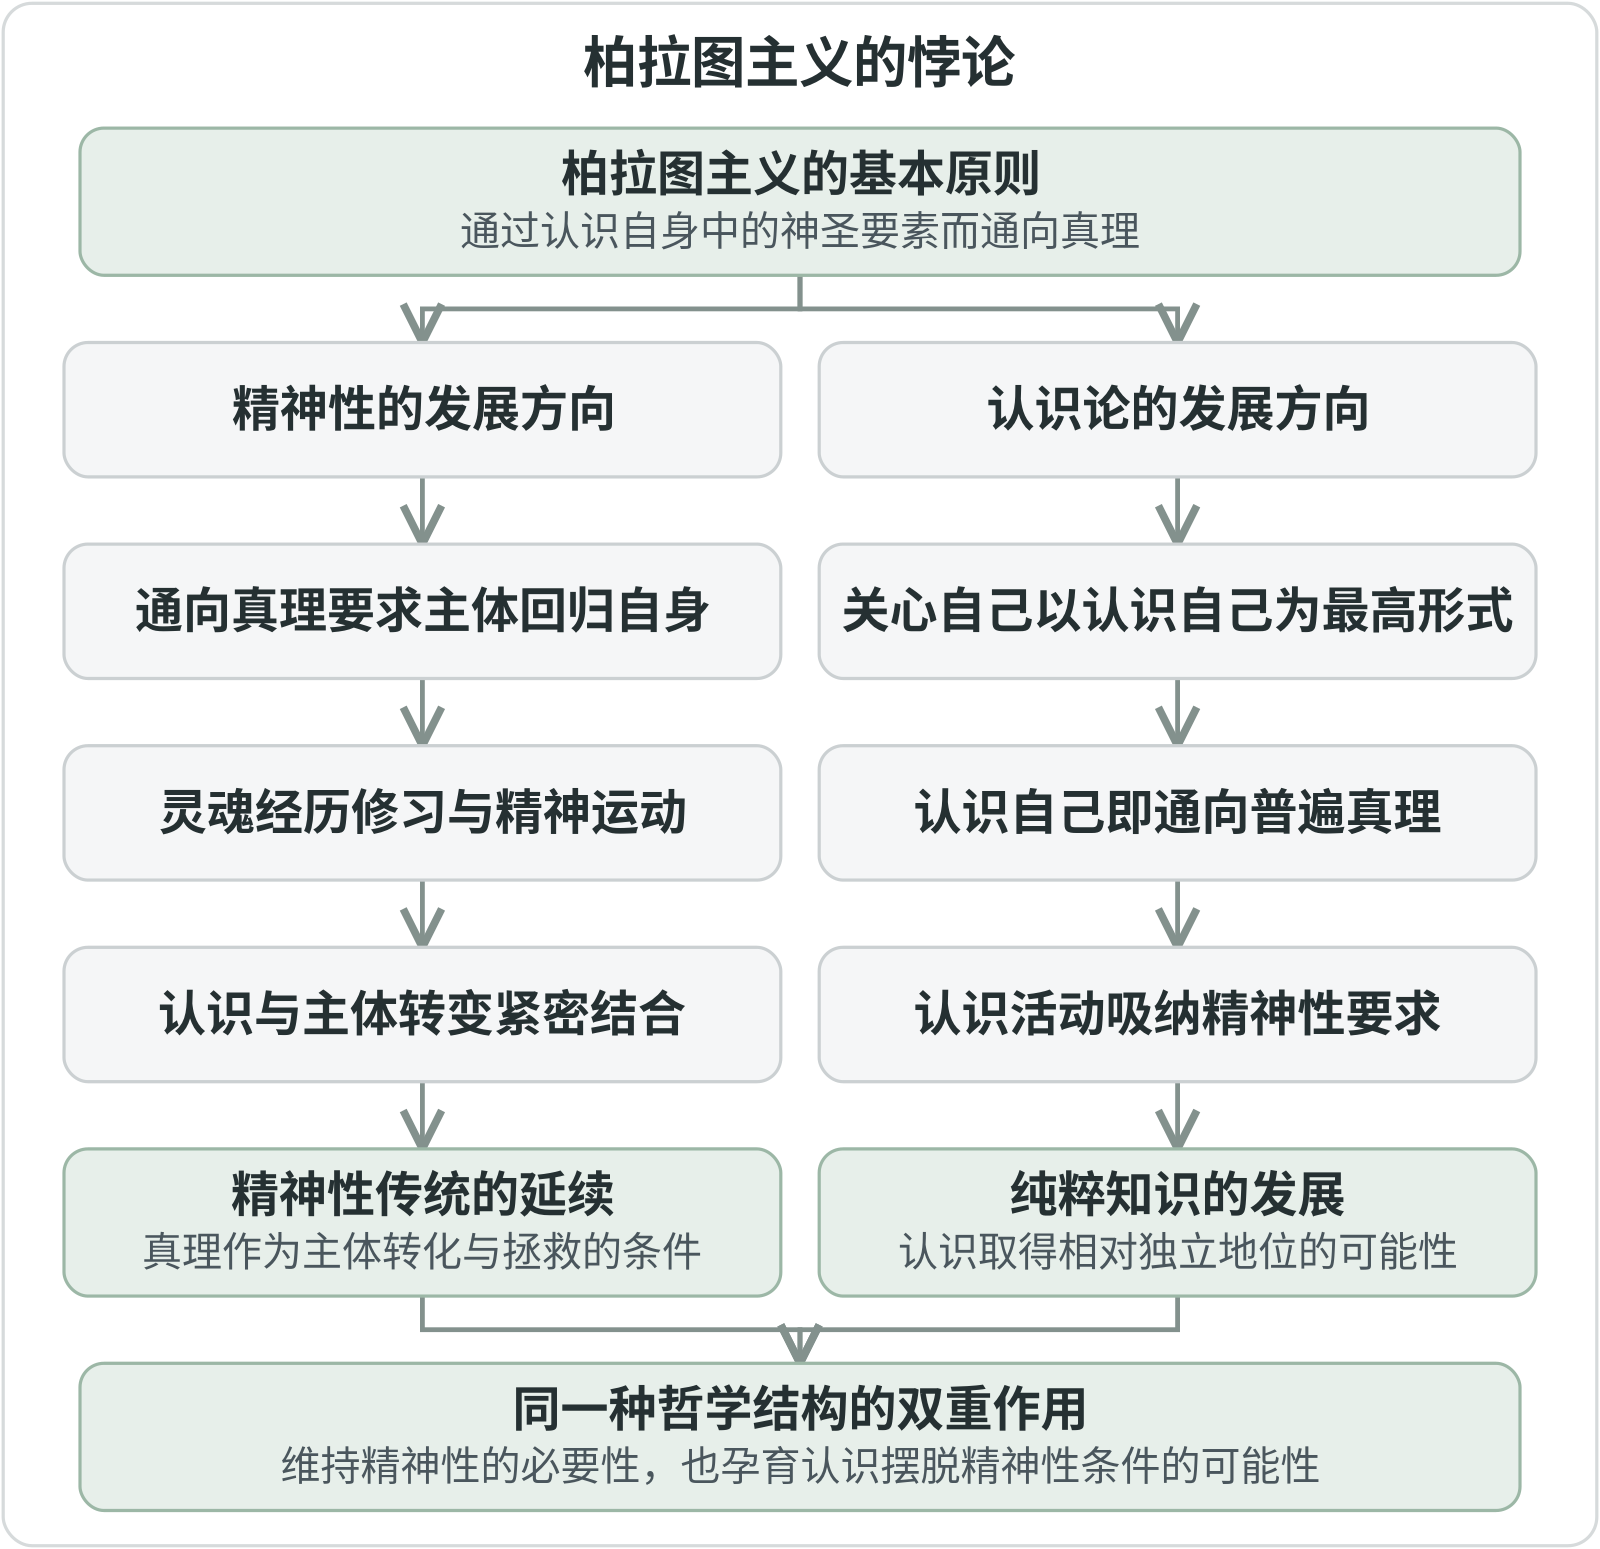 柏拉图主义的悖论
柏拉图主义的基本原则
通过认识自身中的神圣要素而通向真理
精神性的发展方向
认识论的发展方向
通向真理要求主体回归自身
关心自己以认识自己为最高形式
灵魂经历修习与精神运动
认识自己即通向普遍真理
认识与主体转变紧密结合
认识活动吸纳精神性要求
精神性传统的延续
真理作为主体转化与拯救的条件
纯粹知识的发展
认识取得相对独立地位的可能性
同一种哲学结构的双重作用
维持精神性的必要性，也孕育认识摆脱精神性条件的可能性